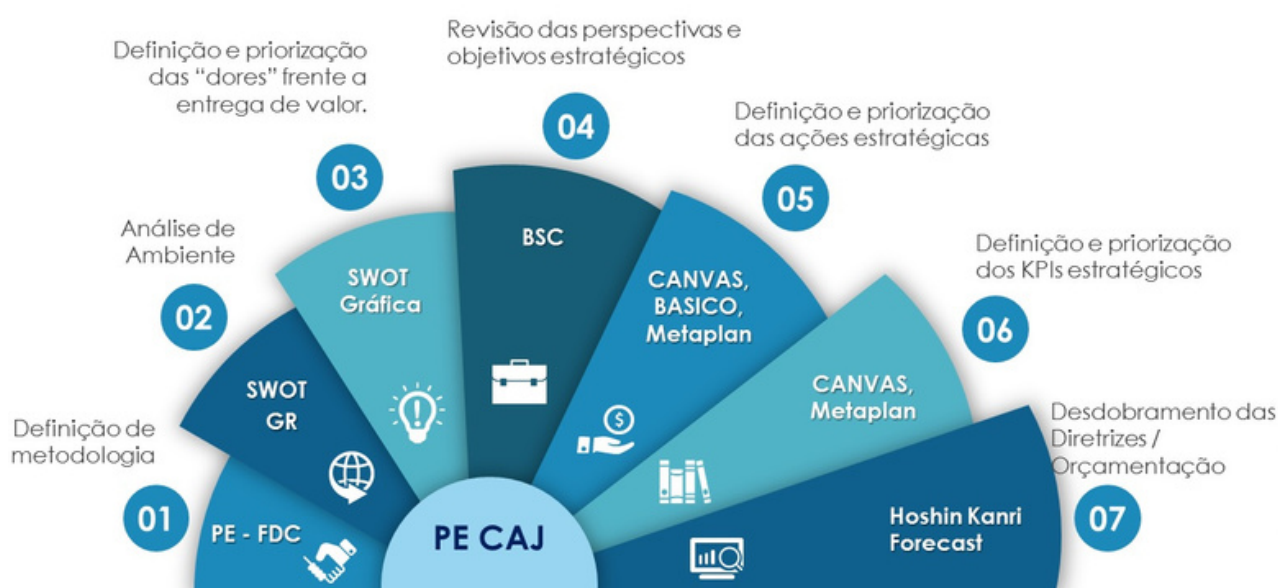 Definição de
metodologia
01
PE - FDC
Análise de
Ambiente
02
SWOT
GR
Definição e priorização
das “dores” frente a
entrega de valor.
03
SWOT
Gráfica
Revisão das perspectivas e
objetivos estratégicos
04
BSC
Definição e priorização
das ações estratégicas
05
CANVAS,
BASICO,
Metaplan
Definição e priorização
dos KPIs estratégicos
06
CANVAS,
Metaplan
Desdobramento das
Diretrizes /
Orçamentação
07
Hoshin Kanri
Forecast
PE CAJ